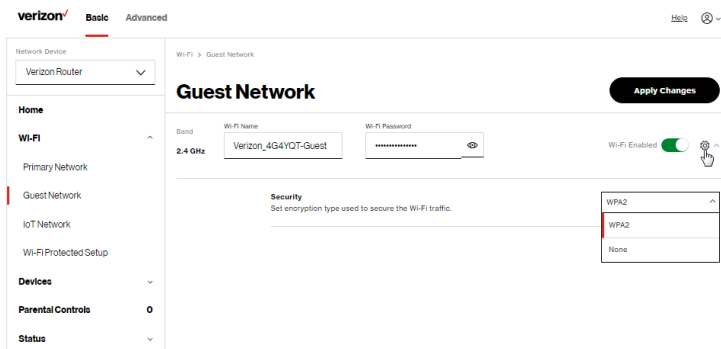 verizon✓ Basic Advanced Help
Network Device
Verizon Router
Home
Wi-Fi
Primary Network
Guest Network
IoT Network
Wi-Fi Protected Setup
Devices
Parental Controls 0
Status
Wi-Fi > Guest Network
Guest Network Apply Changes
Band Wi-Fi Name Wi-Fi Password
2.4 GHz Verizon_4G4YQT-Guest •••••••••••••• Wi-Fi Enabled
Security WPA2
Set encryption type used to secure the Wi-Fi traffic.
WPA2
None